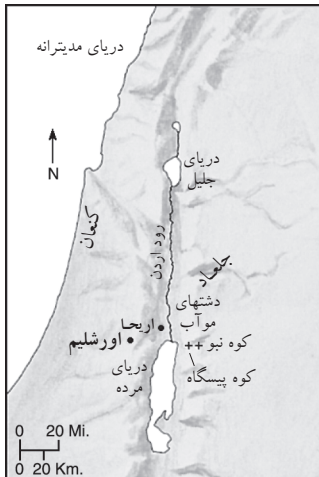 دریای مدیترانه
N
دریای
جلیل
کنعان
رود اردن
جلعاد
دشتهای
موآب
اریحا
اورشلیم
کوه نبو ++
کوه پیسگاه
دریای
مرده
0 20 Mi.
0 20 Km.